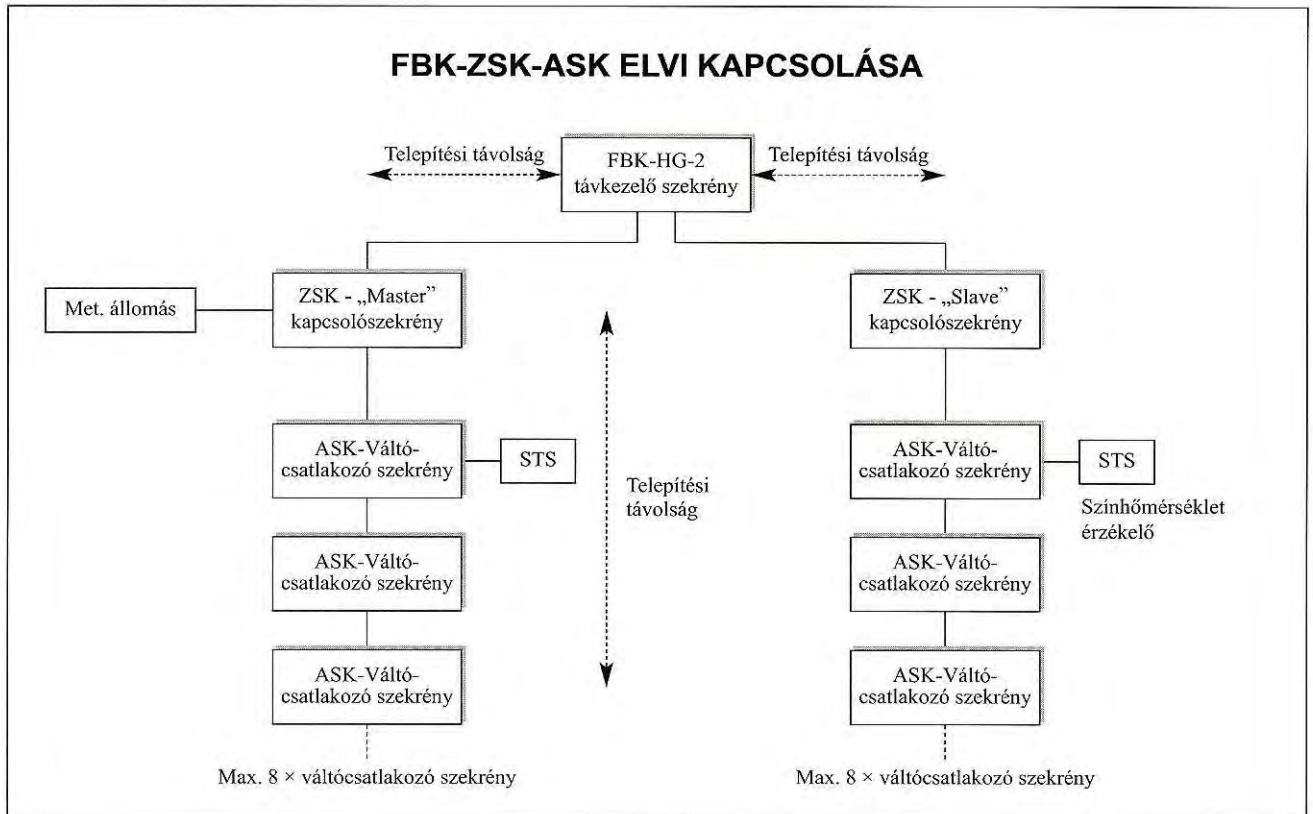 FBK-ZSK-ASK ELVI KAPCSOLÁSA
Telepítési távolság
FBK-HG-2
távkezelő szekrény
Telepítési távolság
Met. állomás
ZSK - „Master”
kapcsolószekrény
ZSK - „Slave”
kapcsolószekrény
ASK-Váltó-
csatlakozó szekrény
STS
Telepítési
távolság
ASK-Váltó-
csatlakozó szekrény
STS
Színhőmérséklet
érzékelő
ASK-Váltó-
csatlakozó szekrény
ASK-Váltó-
csatlakozó szekrény
ASK-Váltó-
csatlakozó szekrény
ASK-Váltó-
csatlakozó szekrény
Max. 8 × váltócsatlakozó szekrény
Max. 8 × váltócsatlakozó szekrény